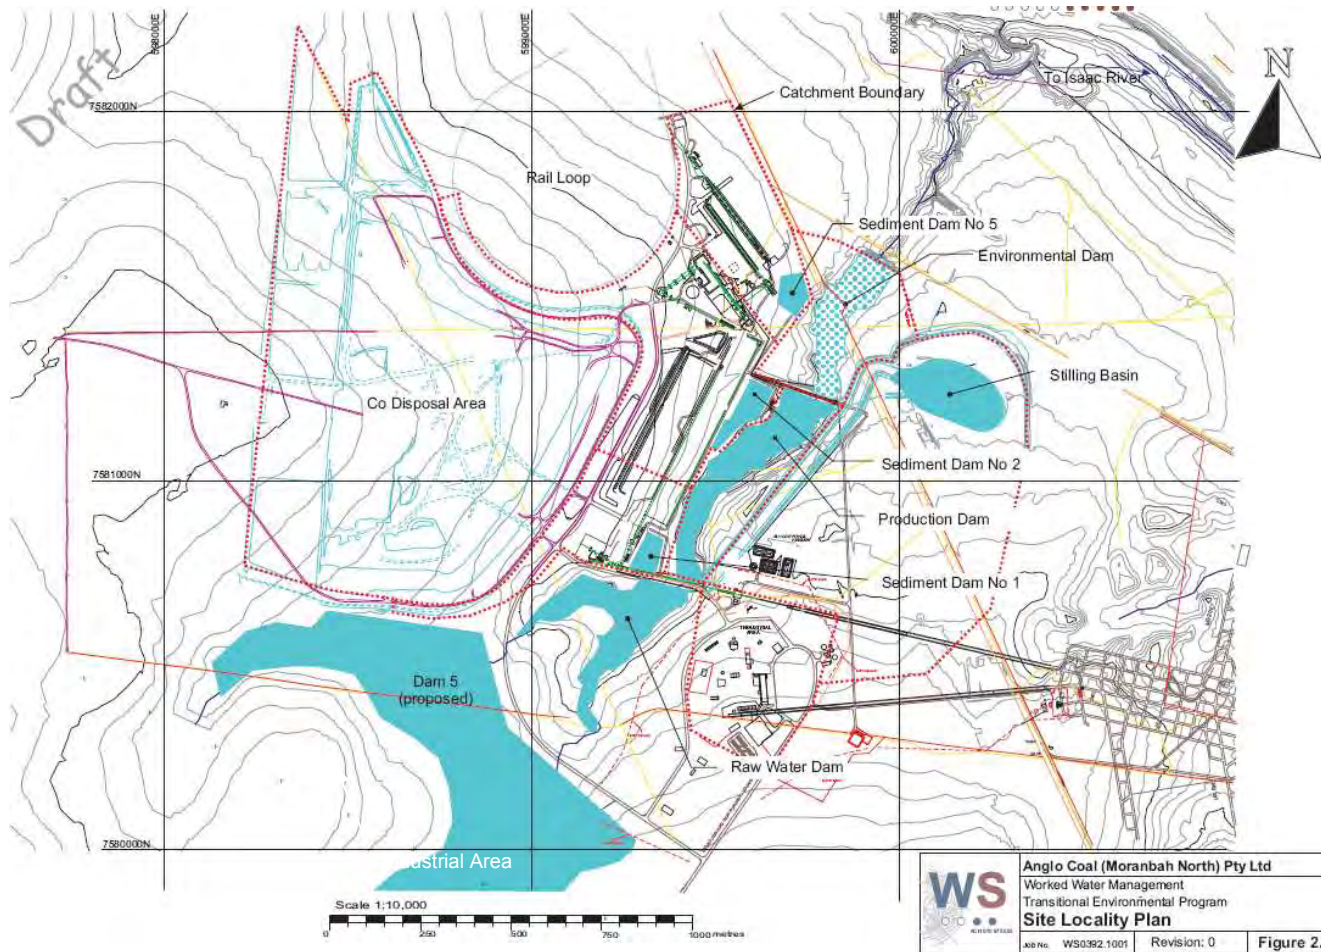 Draft
598000E
599000E
600000E
To Isaac River
N
Catchment Boundary
7582000N
Rail Loop
Sediment Dam No 5
Environmental Dam
Stilling Basin
Co Disposal Area
Sediment Dam No 2
7581000N
Production Dam
Sediment Dam No 1
INDUSTRIAL
AREA
Dam 5
(proposed)
Raw Water Dam
7580000N
ustrial Area
Scale 1:10,000
0 250 500 750 1000 metres
WS
Anglo Coal (Moranbah North) Pty Ltd
Worked Water Management
Transitional Environmental Program
Site Locality Plan
Job No. WS0392.1001 Revision: 0 Figure 2.